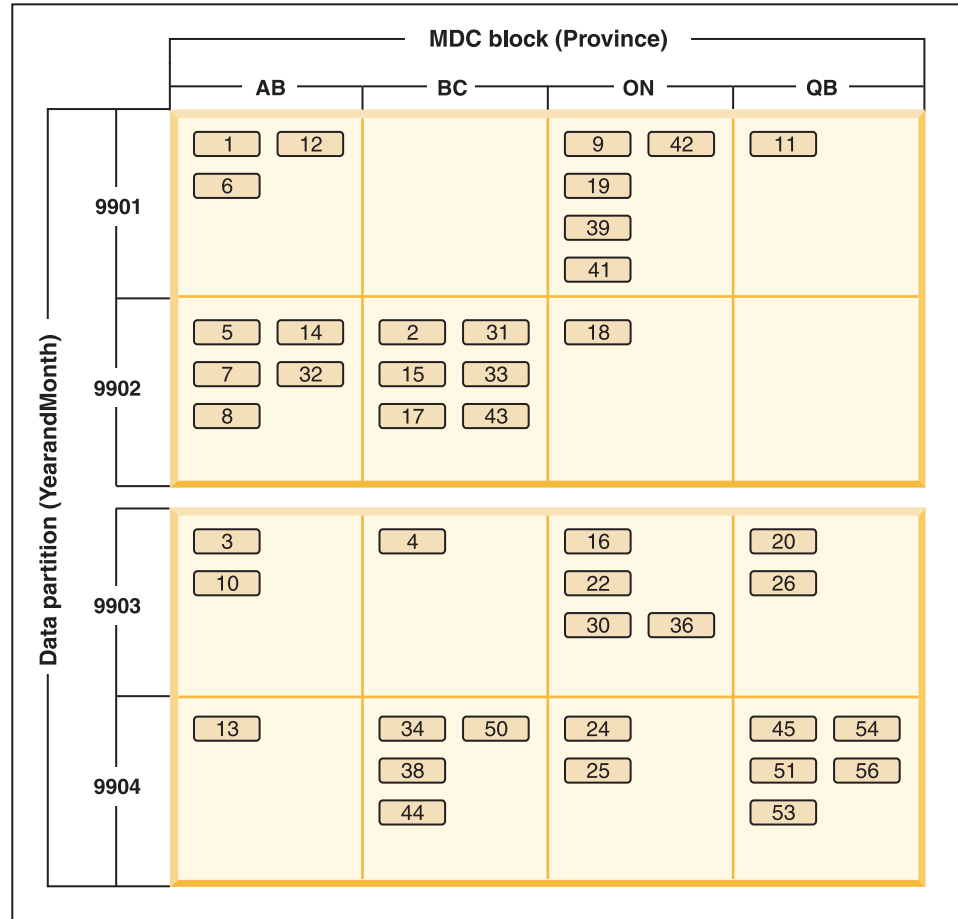 MDC block (Province)
AB BC ON QB
Data partition (YearandMonth)
9901
1 12 9 42 11
6 19
39
41
9902
5 14 2 31 18
7 32 15 33
8 17 43
9903
3 4 16 20
10 22 26
30 36
9904
13 34 50 24 45 54
38 25 51 56
44 53